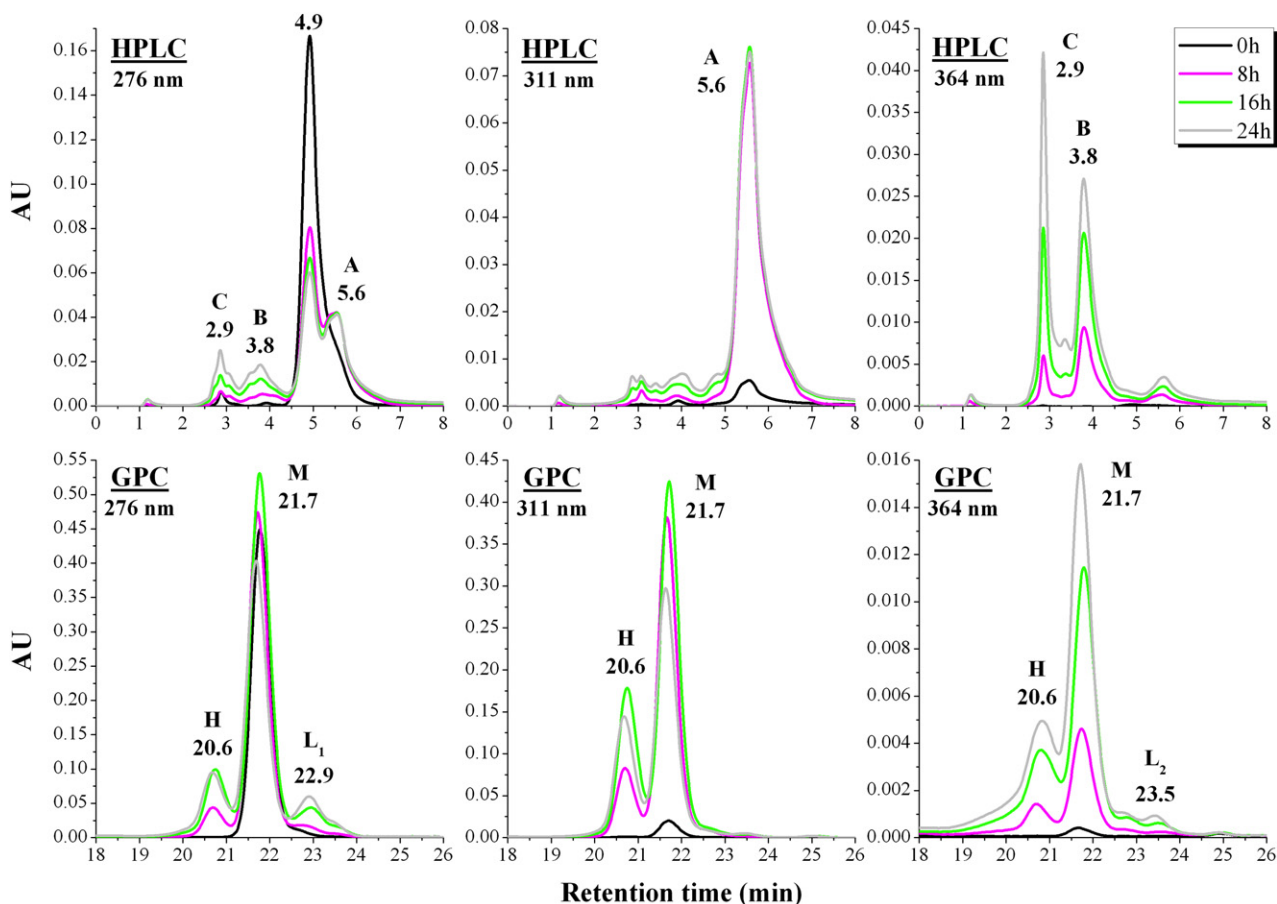 AU
HPLC
276 nm
0.16
0.14
0.12
0.10
0.08
0.06
0.04
0.02
0.00
4.9
A
5.6
C
2.9
B
3.8
0 1 2 3 4 5 6 7 8
HPLC
311 nm
0.08
0.07
0.06
0.05
0.04
0.03
0.02
0.01
0.00
A
5.6
0 1 2 3 4 5 6 7 8
HPLC
364 nm
0.045
0.040
0.035
0.030
0.025
0.020
0.015
0.010
0.005
0.000
C
2.9
B
3.8
0 1 2 3 4 5 6 7 8
0h
8h
16h
24h
AU
GPC
276 nm
0.55
0.50
0.45
0.40
0.35
0.30
0.25
0.20
0.15
0.10
0.05
0.00
M
21.7
H
20.6
L1
22.9
18 19 20 21 22 23 24 25 26
GPC
311 nm
0.45
0.40
0.35
0.30
0.25
0.20
0.15
0.10
0.05
0.00
M
21.7
H
20.6
18 19 20 21 22 23 24 25 26
GPC
364 nm
0.016
0.014
0.012
0.010
0.008
0.006
0.004
0.002
0.000
M
21.7
H
20.6
L2
23.5
18 19 20 21 22 23 24 25 26
Retention time (min)